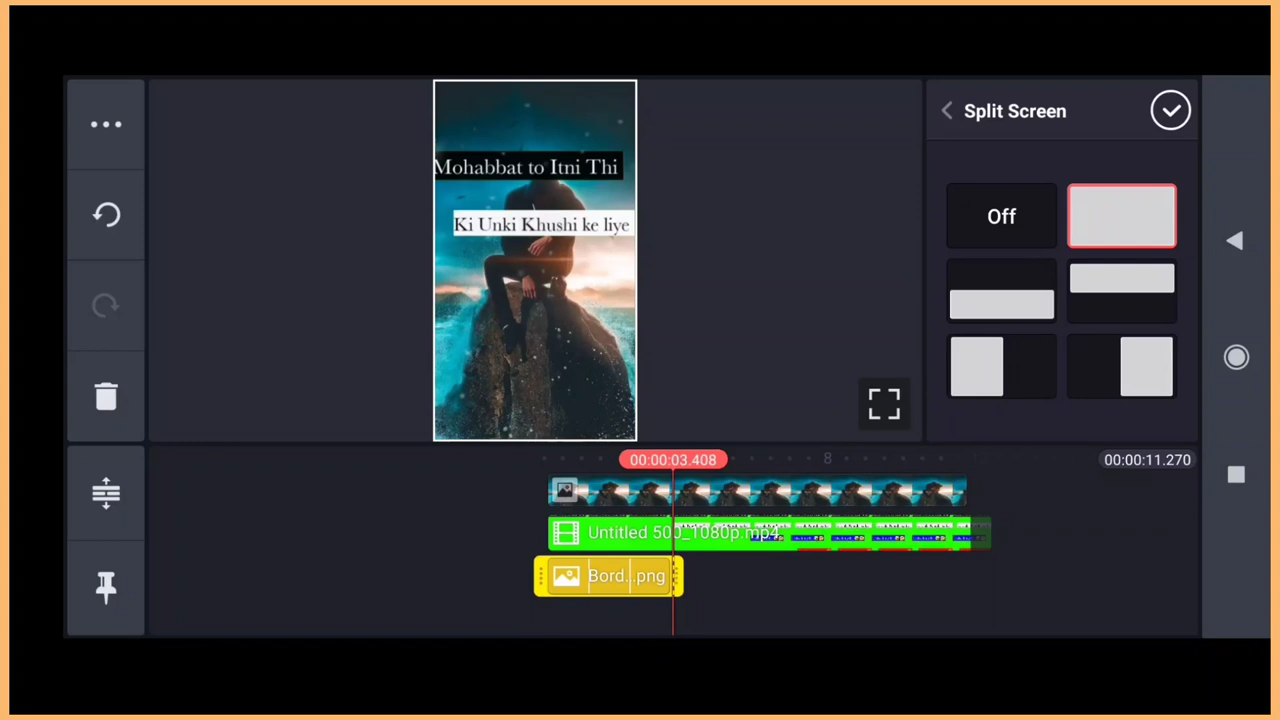 Split Screen
Mohabbat to Itni Thi
Off
Ki Unki Khushi ke liye
00:00:03.408
8
00:00:11.270
Untitled 500_1080p.mp4
Bord...png